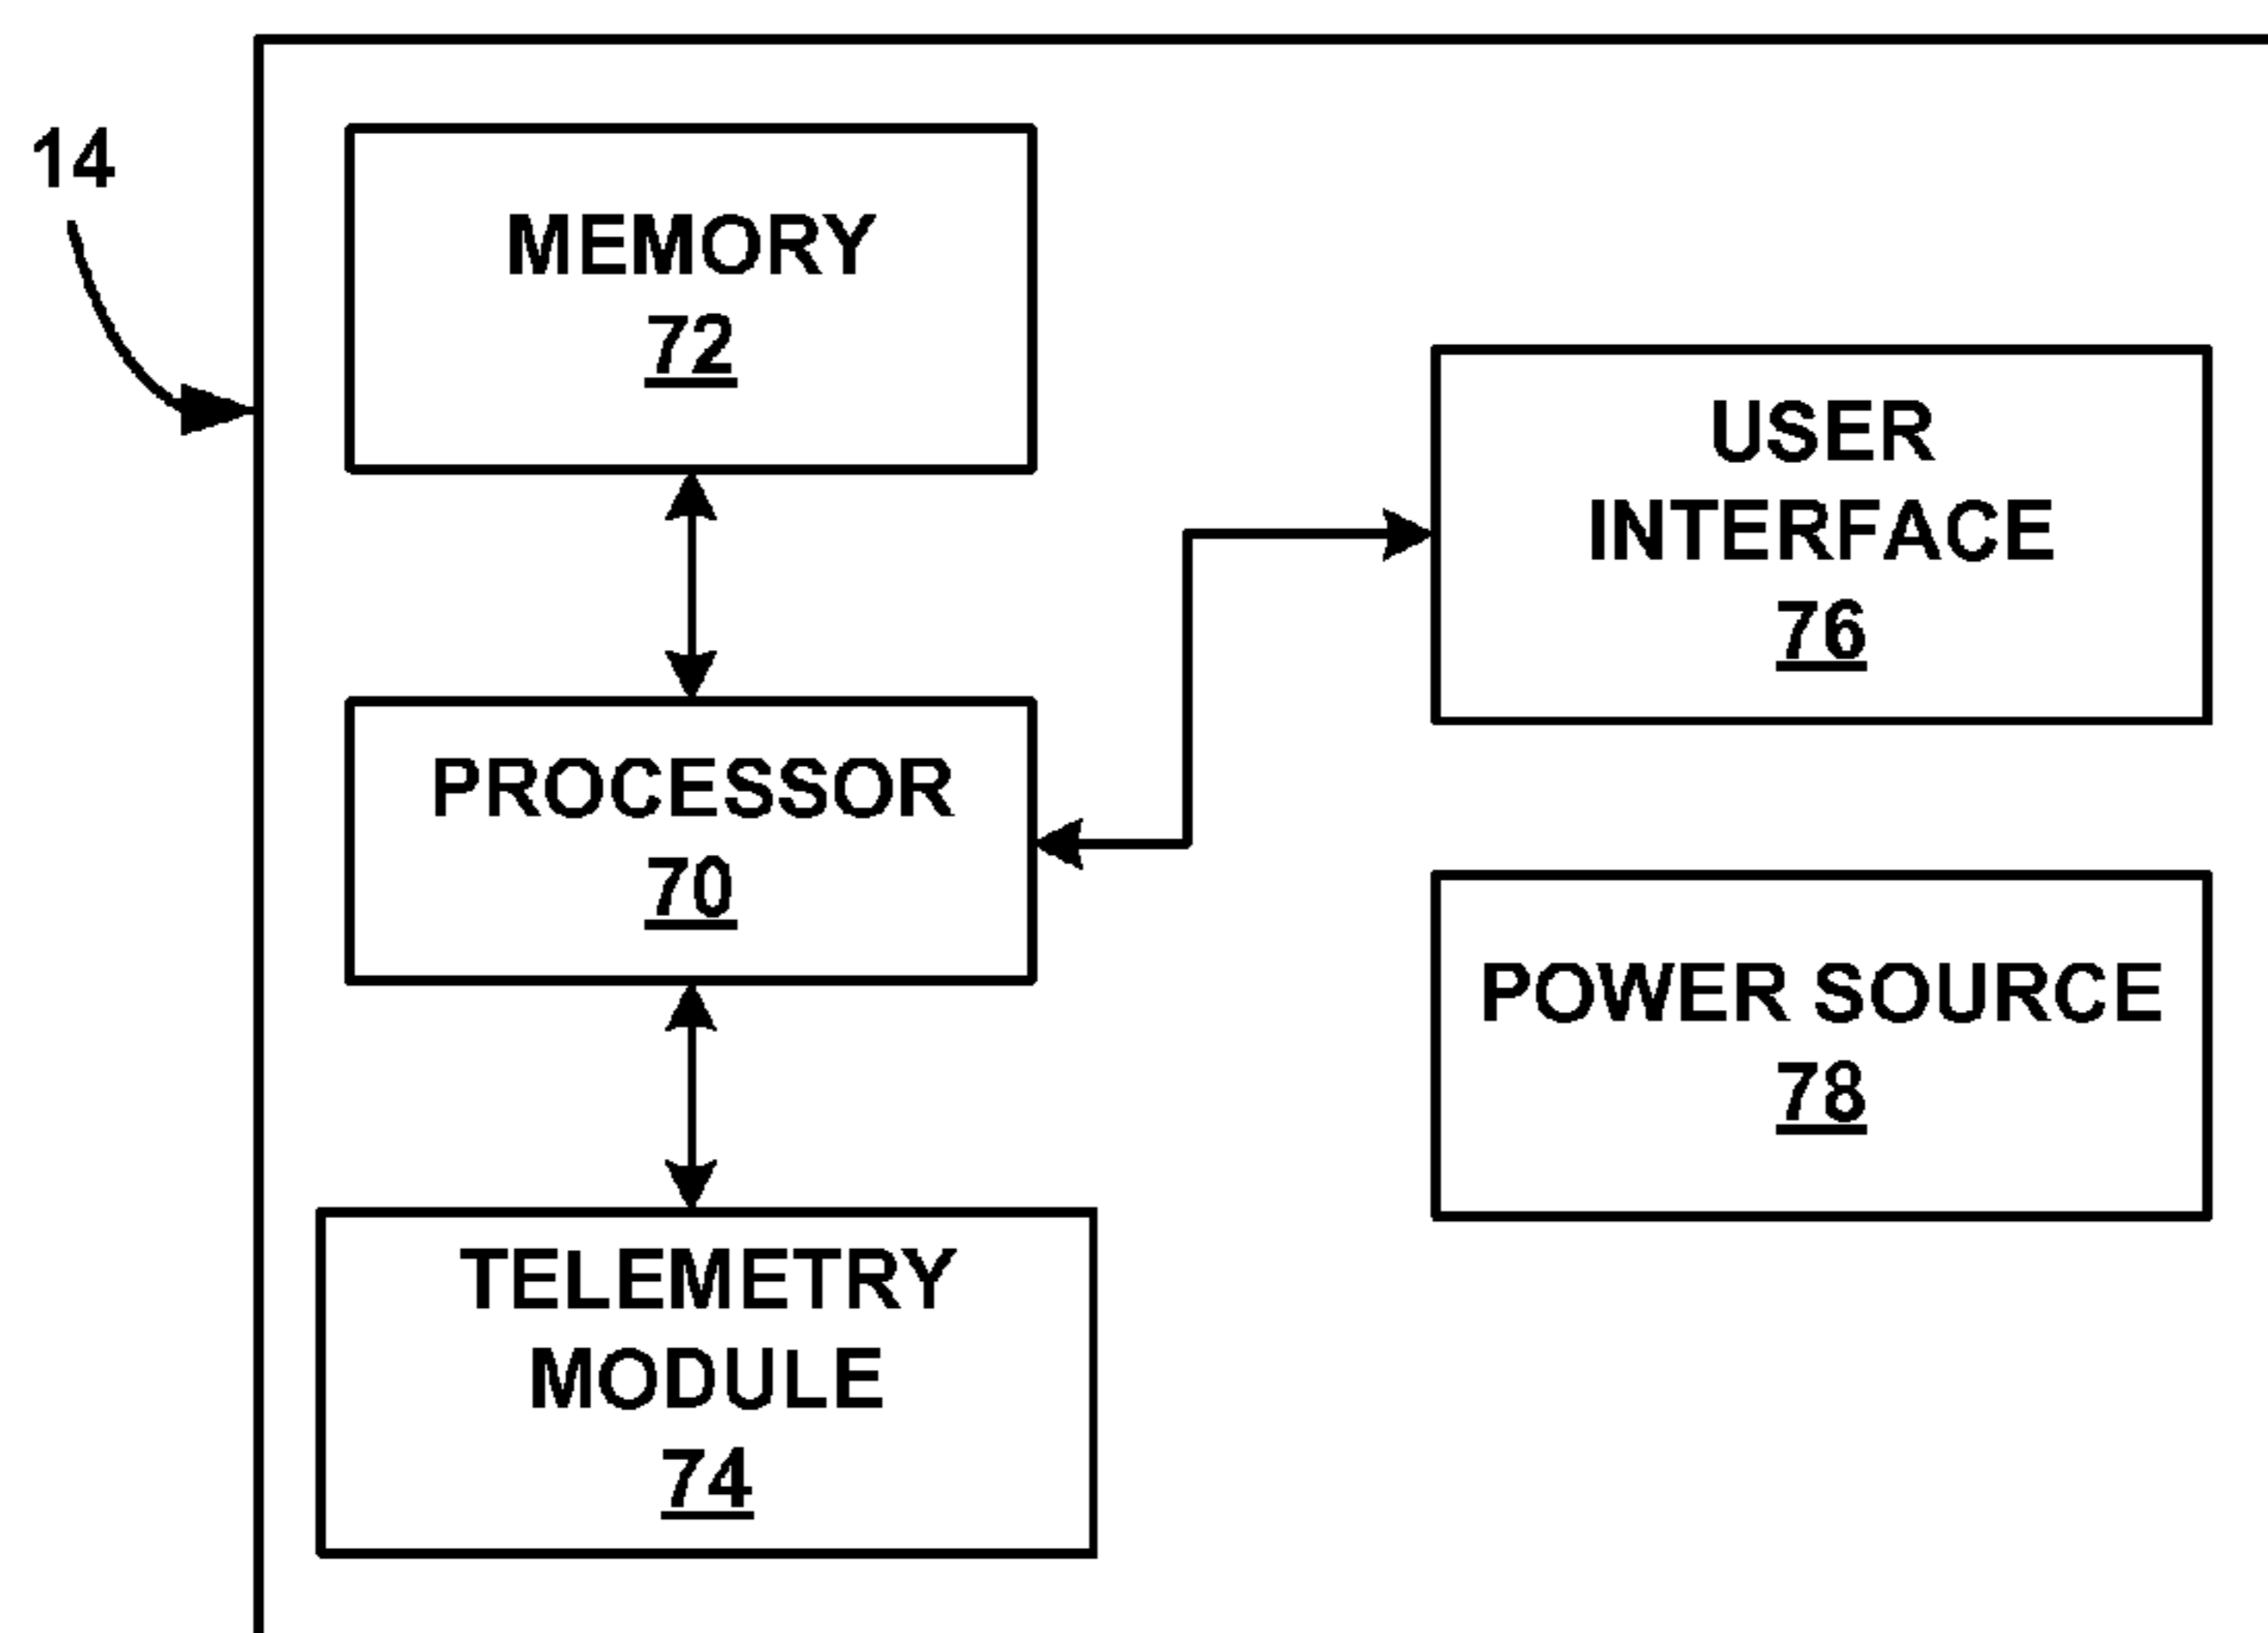 14
MEMORY
72
USER
INTERFACE
76
PROCESSOR
70
POWER SOURCE
78
TELEMETRY
MODULE
74